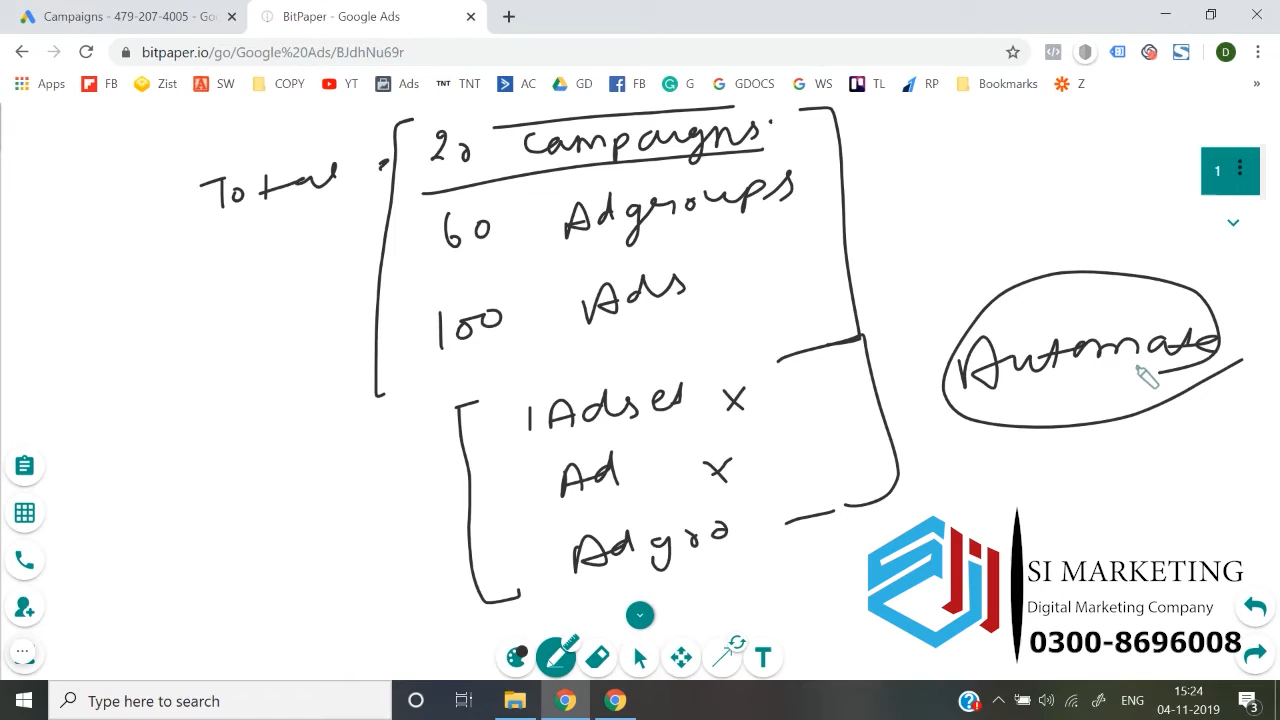 Campaigns - 479-207-4005 - Go
BitPaper - Google Ads
bitpaper.io/go/Google%20Ads/BJdhNu69r
D
Apps FB Zist SW COPY YT Ads TNT TNT AC GD FB G GDOCS WS TL RP Bookmarks Z »
Total
20 Campaigns
60 Adgroups
100 Ads
1 Adset x
Ad x
Adgro
Automate
1
SI MARKETING
Digital Marketing Company
0300-8696008
T
Type here to search
ENG
15:24
04-11-2019
3